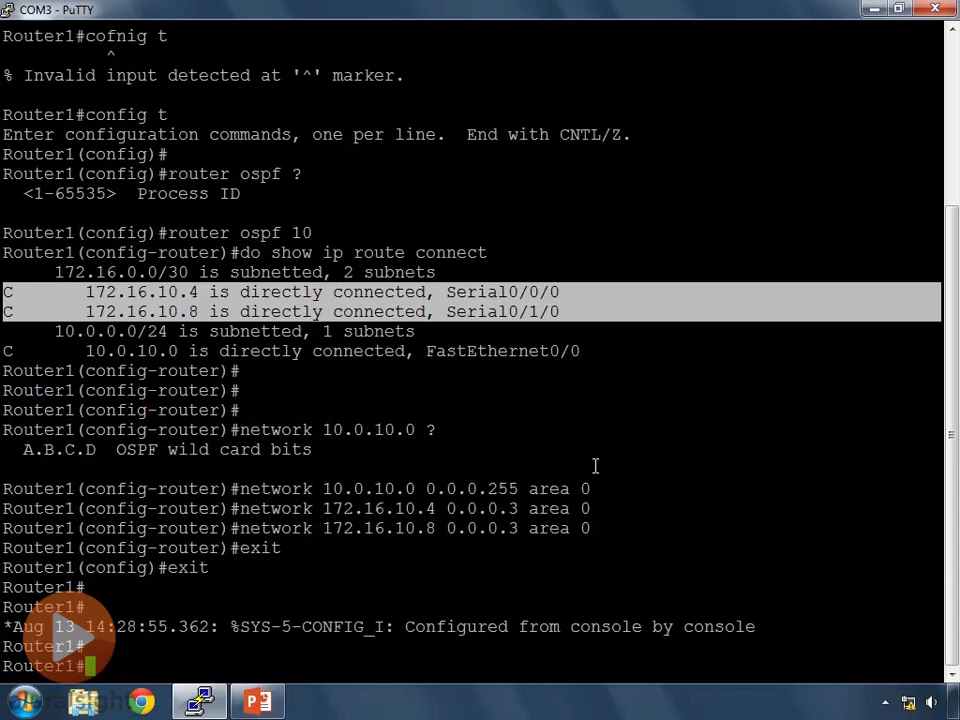 COM3 - PuTTY
Router1#cofnig t
^
% Invalid input detected at '^' marker.
Router1#config t
Enter configuration commands, one per line.  End with CNTL/Z.
Router1(config)#
Router1(config)#router ospf ?
<1-65535>  Process ID
Router1(config)#router ospf 10
Router1(config-router)#do show ip route connect
172.16.0.0/30 is subnetted, 2 subnets
C       172.16.10.4 is directly connected, Serial0/0/0
C       172.16.10.8 is directly connected, Serial0/1/0
10.0.0.0/24 is subnetted, 1 subnets
C       10.0.10.0 is directly connected, FastEthernet0/0
Router1(config-router)#
Router1(config-router)#
Router1(config-router)#
Router1(config-router)#network 10.0.10.0 ?
A.B.C.D  OSPF wild card bits
Router1(config-router)#network 10.0.10.0 0.0.0.255 area 0
Router1(config-router)#network 172.16.10.4 0.0.0.3 area 0
Router1(config-router)#network 172.16.10.8 0.0.0.3 area 0
Router1(config-router)#exit
Router1(config)#exit
Router1#
Router1#
*Aug 13 14:28:55.362: %SYS-5-CONFIG_I: Configured from console by console
Router1#
Router1#
pluralsight